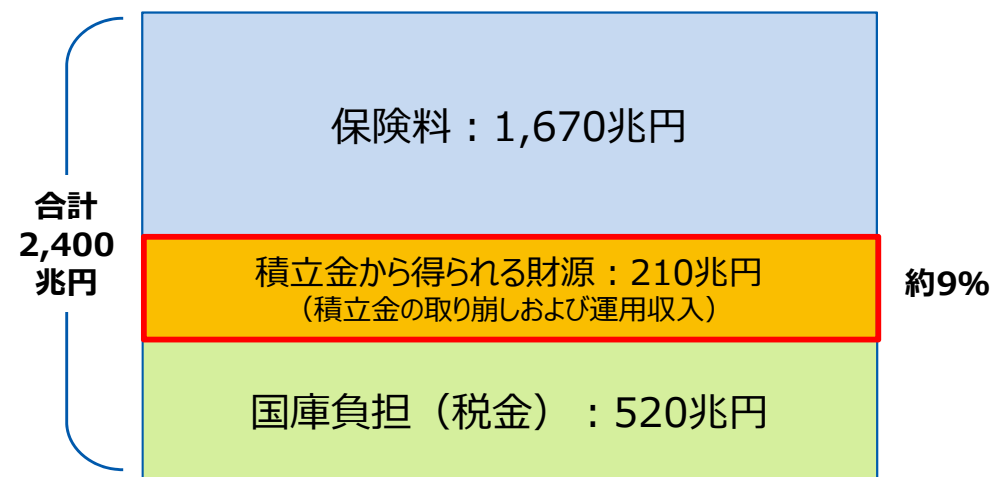 保険料：1,670兆円
合計
2,400
兆円
積立金から得られる財源：210兆円
（積立金の取り崩しおよび運用収入）
約9%
国庫負担（税金）：520兆円